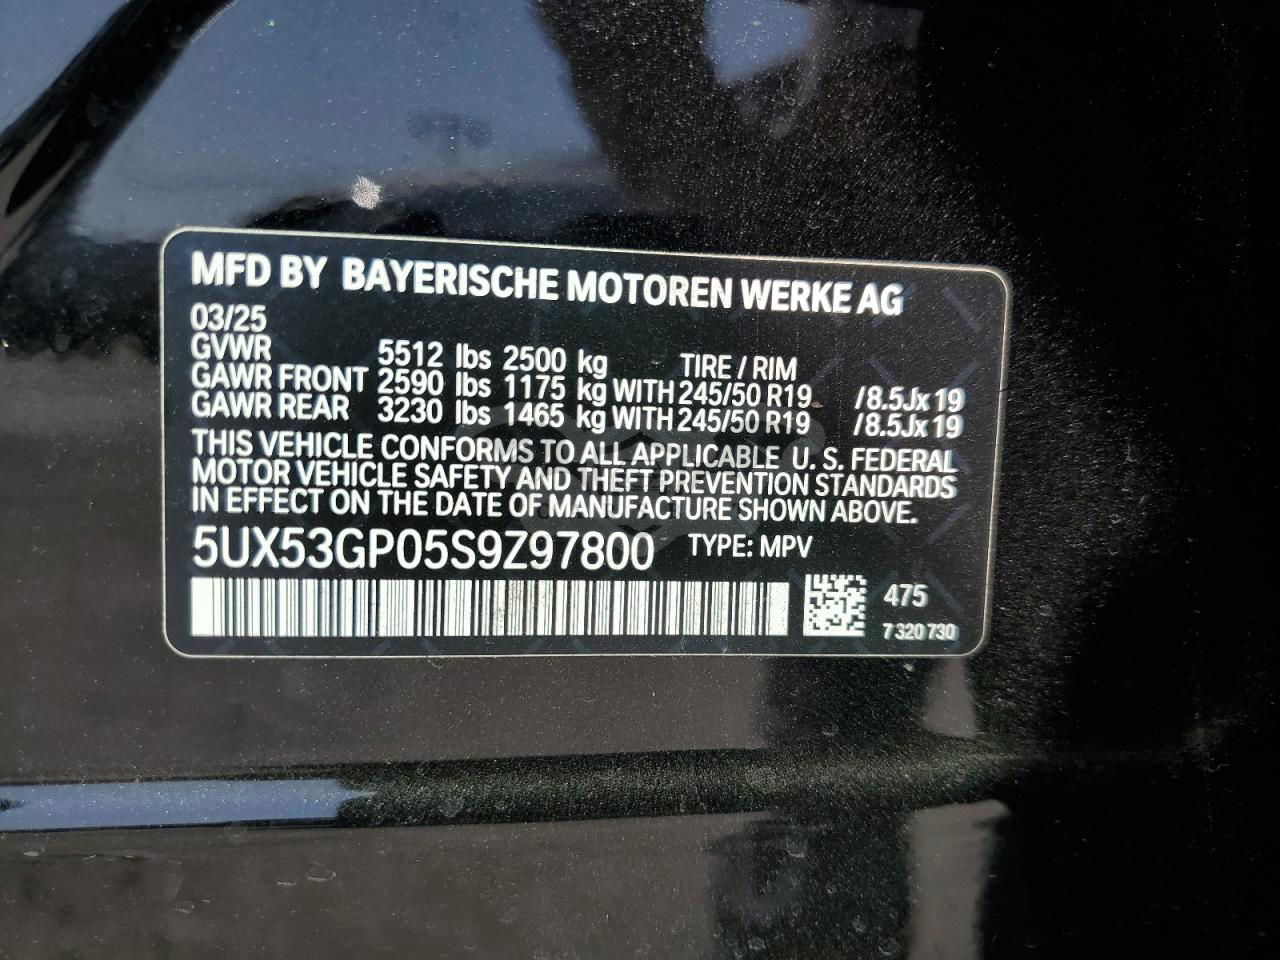 MFD BY BAYERISCHE MOTOREN WERKE AG
03/25
GVWR 5512 lbs 2500 kg TIRE / RIM
GAWR FRONT 2590 lbs 1175 kg WITH 245/50 R19 /8.5Jx19
GAWR REAR 3230 lbs 1465 kg WITH 245/50 R19 /8.5Jx19
THIS VEHICLE CONFORMS TO ALL APPLICABLE U. S. FEDERAL
MOTOR VEHICLE SAFETY AND THEFT PREVENTION STANDARDS
IN EFFECT ON THE DATE OF MANUFACTURE SHOWN ABOVE.
5UX53GP05S9Z97800 TYPE: MPV
475
7 320 730